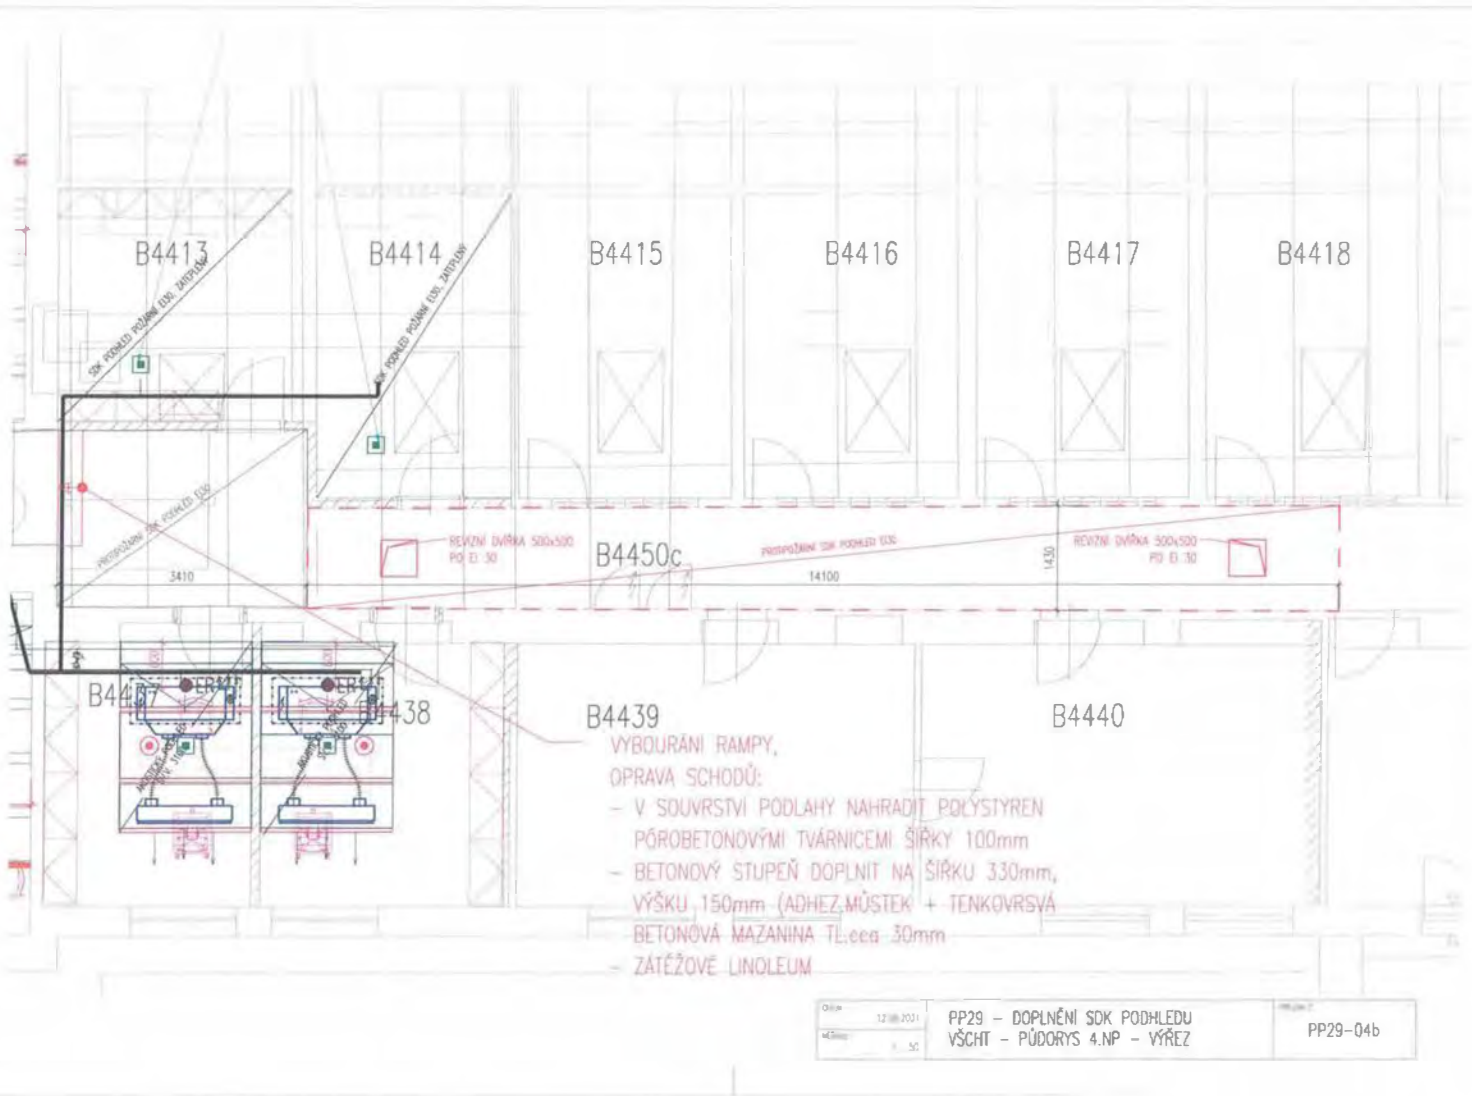 B4413
B4414
B4415
B4416
B4417
B4418
SDK PODHLED POŽÁRNÍ EI30, ZATEPLENÝ
SDK PODHLED POŽÁRNÍ EI30, ZATEPLENÝ
PROTIPOŽÁRNÍ SDK PODHLED EI30
REVIZNÍ DVÍŘKA 500x500
PO EI 30
B4450c
PROTIPOŽÁRNÍ SDK PODHLED EI30
REVIZNÍ DVÍŘKA 500x500
PO EI 30
1430
3410
14100
B4438
B4439
B4440
VYBOURÁNÍ RAMPY,
OPRAVA SCHODŮ:
- V SOUVRSTVÍ PODLAHY NAHRADIT POLYSTYREN
PÓROBETONOVÝMI TVÁRNICEMI ŠÍŘKY 100mm
- BETONOVÝ STUPEŇ DOPLNIT NA ŠÍŘKU 330mm,
VÝŠKU 150mm (ADHEZ.MŮSTEK + TENKOVRSVÁ
BETONOVÁ MAZANINA TL.cca 30mm
- ZÁTĚŽOVÉ LINOLEUM
PP29 - DOPLNĚNÍ SDK PODHLEDU
VŠCHT - PŮDORYS 4.NP - VÝŘEZ
PP29-04b